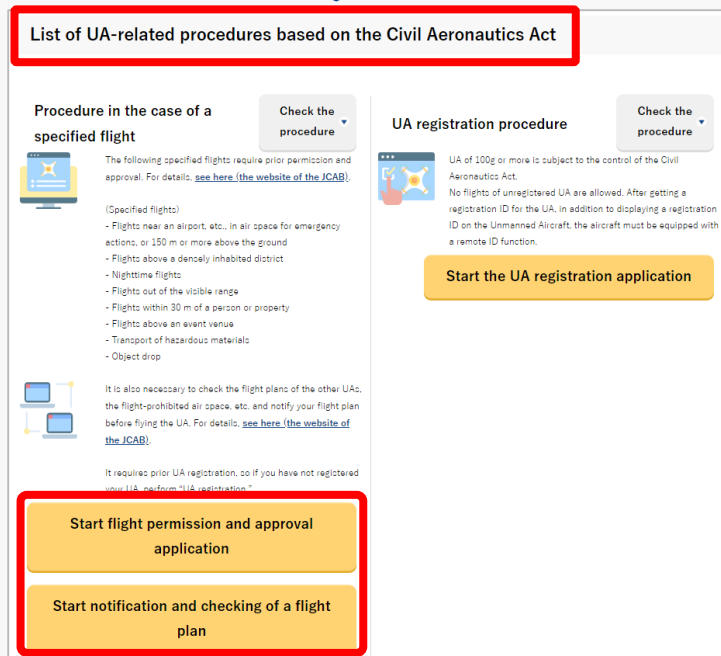 List of UA-related procedures based on the Civil Aeronautics Act
Procedure in the case of a
specified flight
Check the
procedure
The following specified flights require prior permission and
approval. For details, see here (the website of the JCAB).
(Specified flights)
- Flights near an airport, etc., in air space for emergency
actions, or 150 m or more above the ground
- Flights above a densely inhabited district
- Nighttime flights
- Flights out of the visible range
- Flights within 30 m of a person or property
- Flights above an event venue
- Transport of hazardous materials
- Object drop
It is also necessary to check the flight plans of the other UAs,
the flight-prohibited air space, etc. and notify your flight plan
before flying the UA. For details, see here (the website of
the JCAB).
It requires prior UA registration, so if you have not registered
your UA, perform "UA registration."
Start flight permission and approval
application
Start notification and checking of a flight
plan
UA registration procedure
Check the
procedure
UA of 100g or more is subject to the control of the Civil
Aeronautics Act.
No flights of unregistered UA are allowed. After getting a
registration ID for the UA, in addition to displaying a registration
ID on the Unmanned Aircraft, the aircraft must be equipped with
a remote ID function.
Start the UA registration application